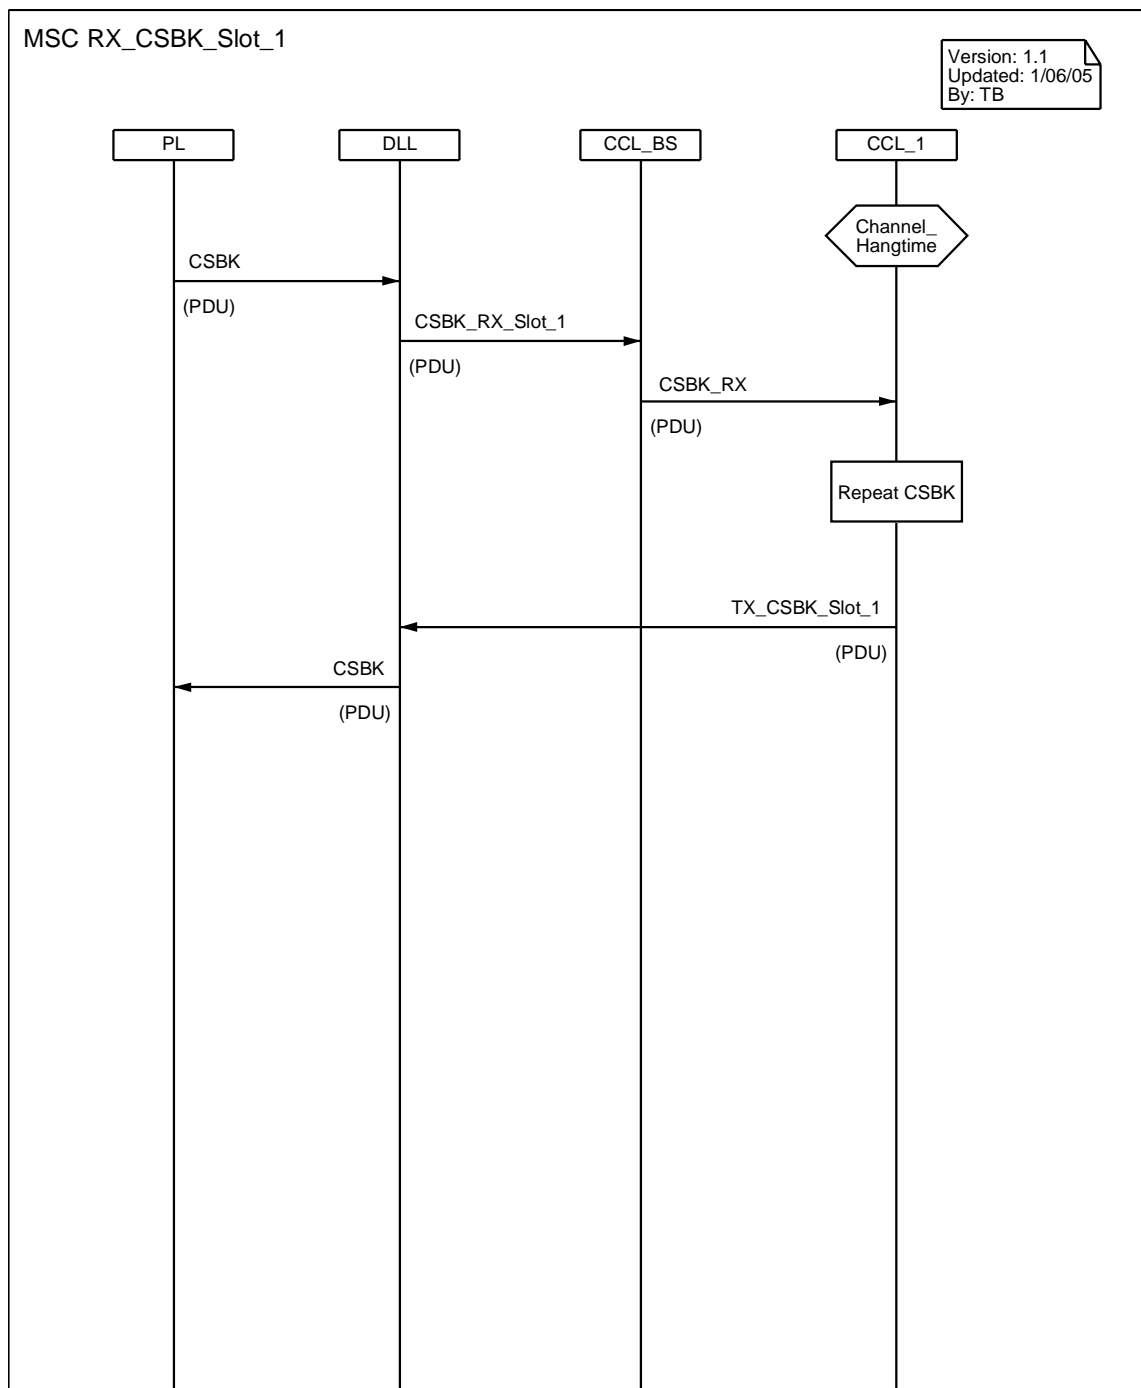 MSC RX_CSBK_Slot_1
Version: 1.1
Updated: 1/06/05
By: TB
PL
DLL
CCL_BS
CCL_1
Channel_
Hangtime
CSBK
(PDU)
CSBK_RX_Slot_1
(PDU)
CSBK_RX
(PDU)
Repeat CSBK
TX_CSBK_Slot_1
(PDU)
CSBK
(PDU)